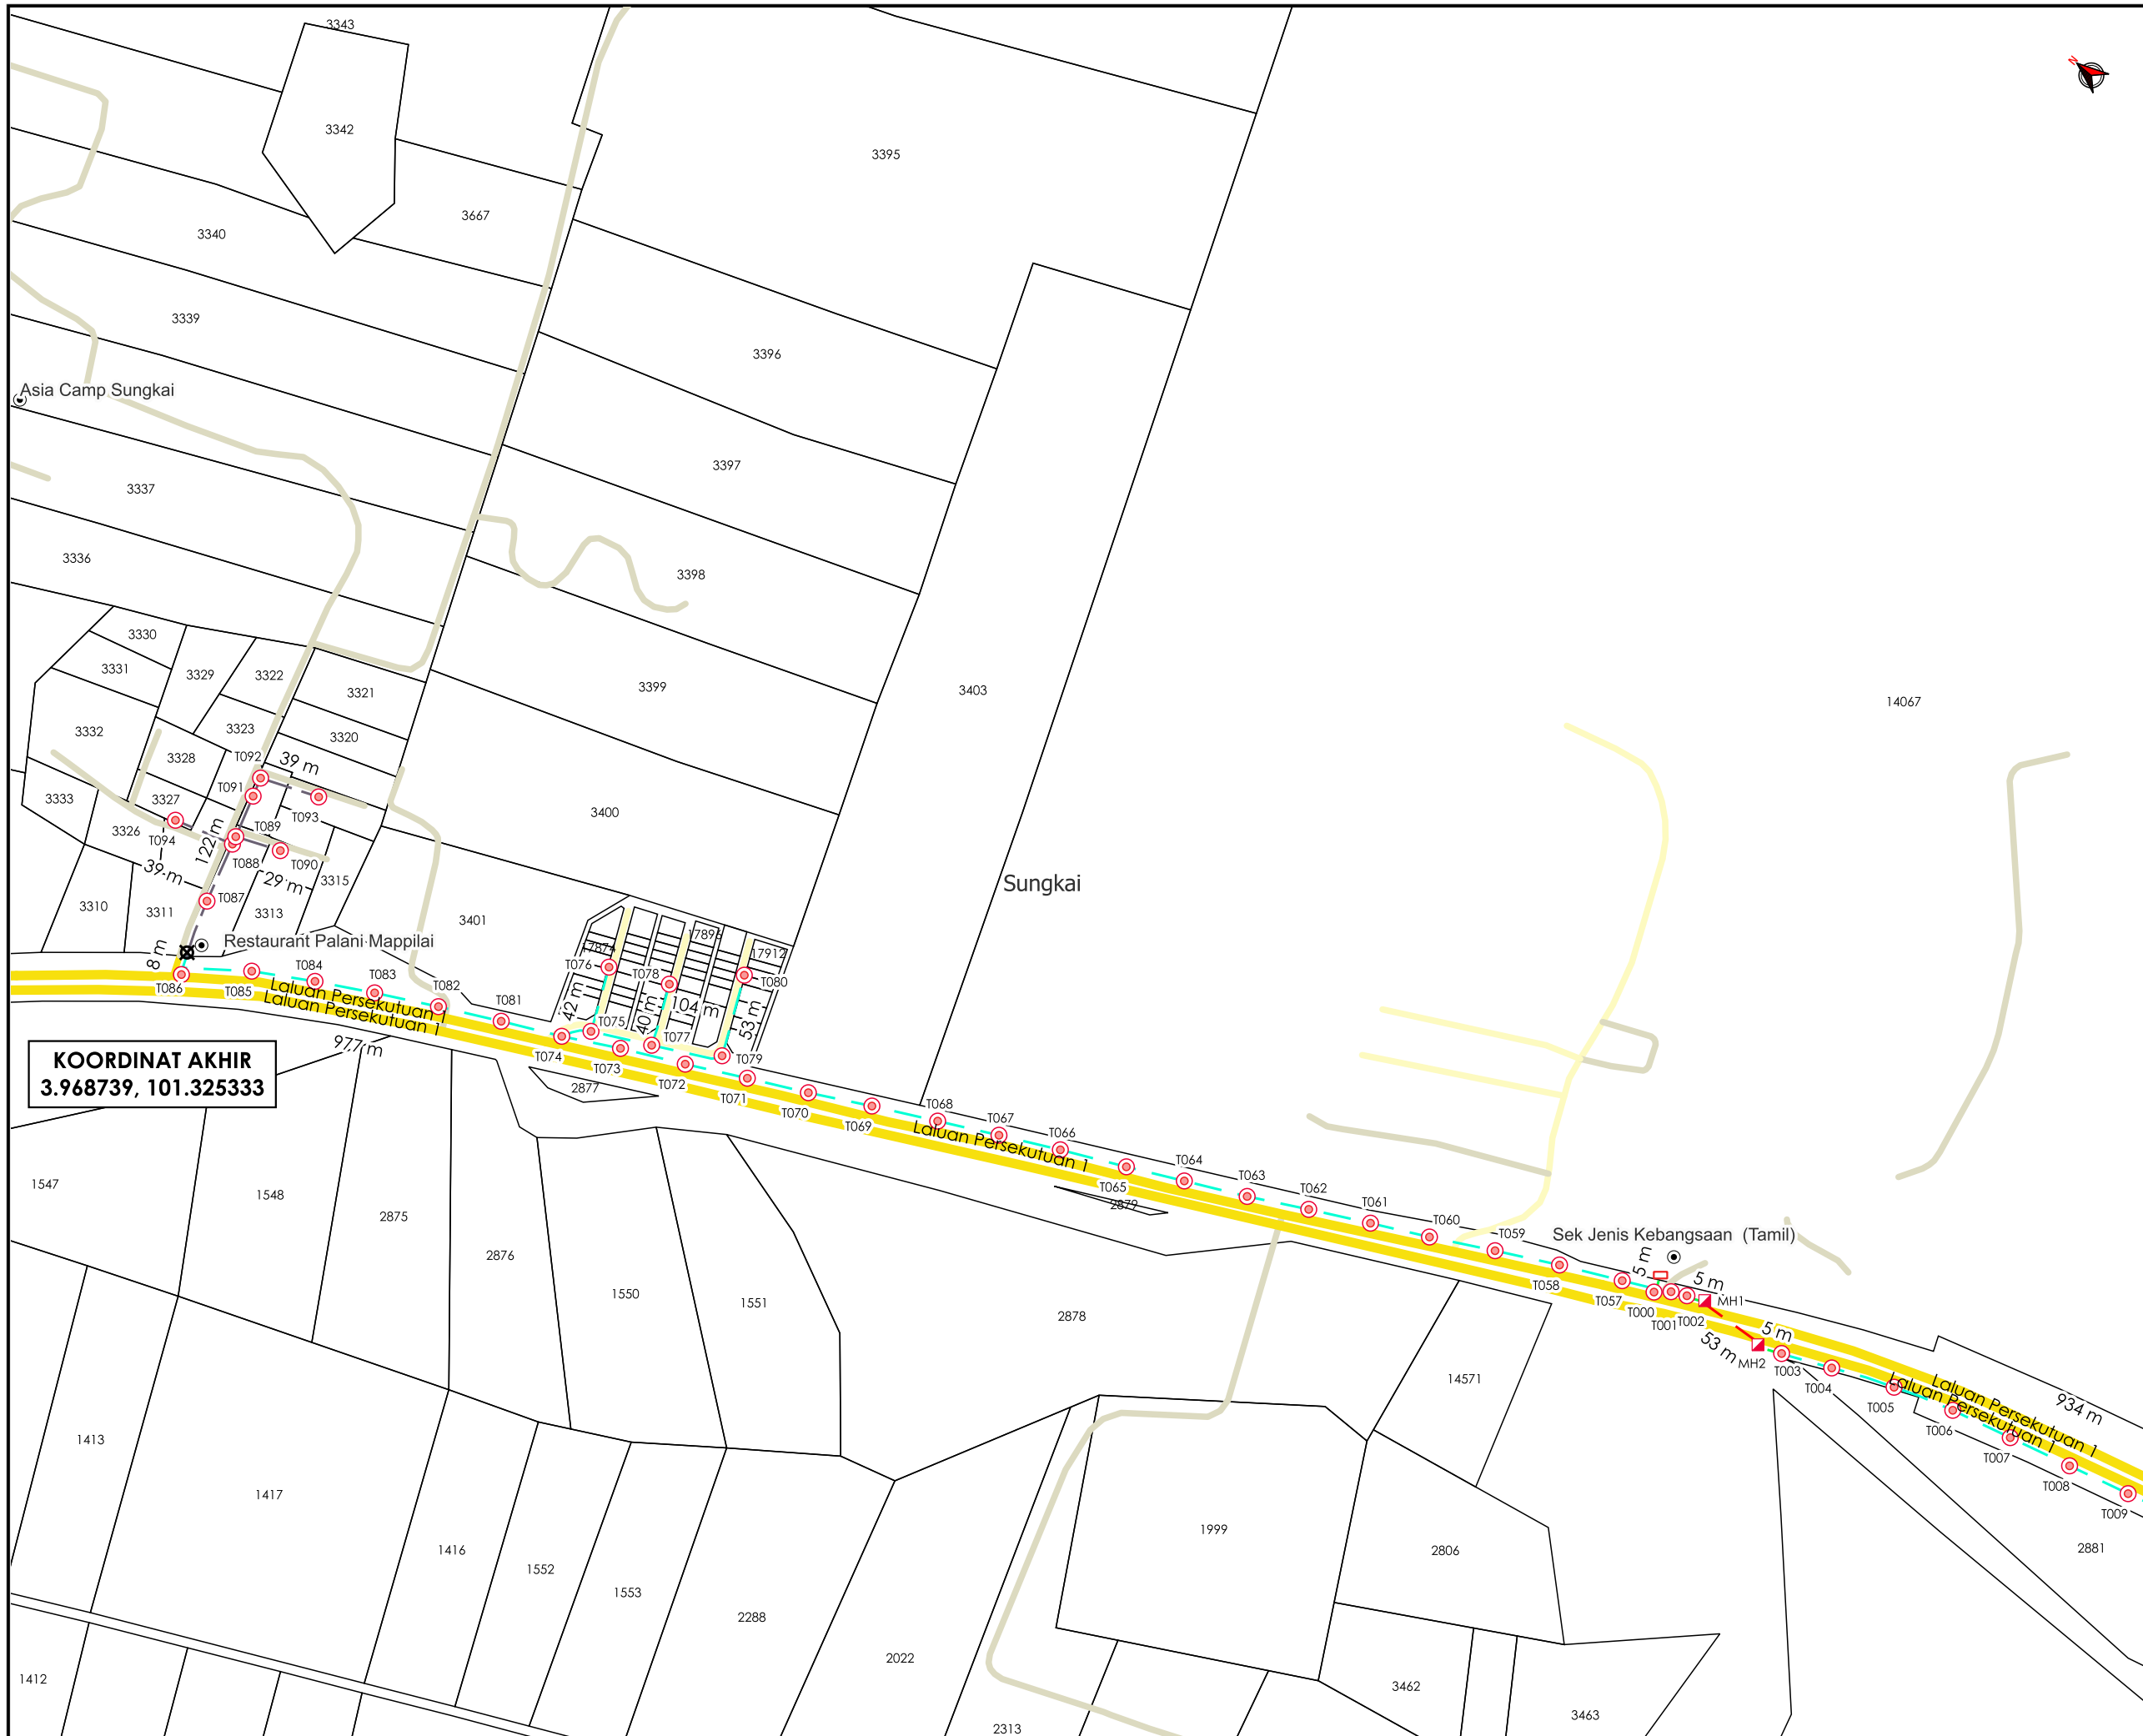 N
3343
3342
3395
3667
3340
3339
3396
Asia Camp Sungkai
3397
3337
3336
3398
3330
3331
3329
3322
3321
3399
3403
14067
3332
3323
3320
3328
T092
39 m
T091
3333
3327
T093
3400
3326
T094
122 m
T089
T088
T090
39 m
29 m
3315
Sungkai
T087
3310
3311
3313
3401
Restaurant Palani Mappilai
8 m
17874
17896
17912
T076
T078
T080
T086
T085
T084
T083
T082
T081
42 m
40 m
104 m
53 m
Laluan Persekutuan 1
Laluan Persekutuan 1
977 m
T075
T077
T079
T074
T073
T072
T071
T070
T069
T068
T067
T066
KOORDINAT AKHIR
3.968739, 101.325333
2877
Laluan Persekutuan 1
T065
T064
T063
T062
T061
T060
T059
2879
Sek Jenis Kebangsaan (Tamil)
5 m
5 m
T058
T057
T000
T001
T002
MH1
5 m
53 m
MH2
T003
T004
T005
T006
T007
T008
T009
Laluan Persekutuan 1
Laluan Persekutuan 1
934 m
1547
1548
2875
2876
1550
1551
2878
14571
1413
1417
1416
1552
1553
1999
2806
2881
2288
2022
1412
3462
3463
2313